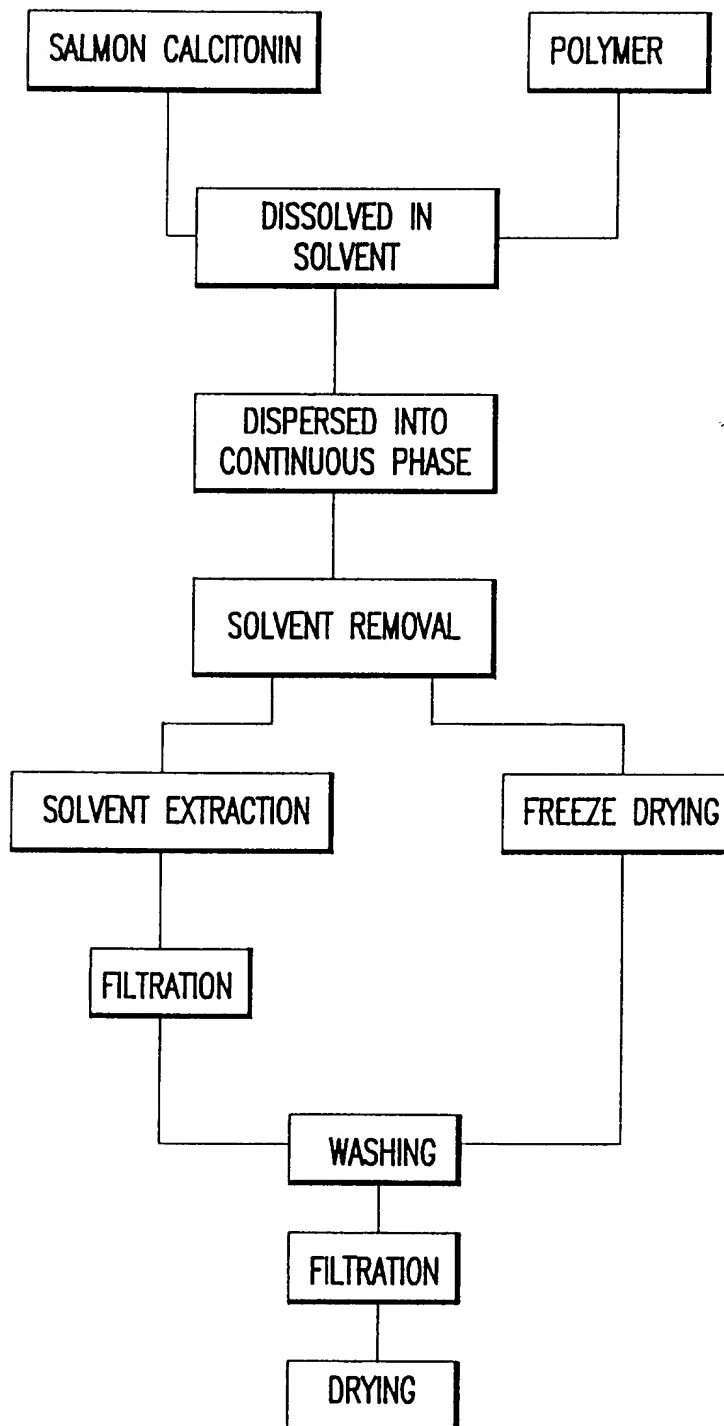 SALMON CALCITONIN
POLYMER
DISSOLVED IN
SOLVENT
DISPERSED INTO
CONTINUOUS PHASE
SOLVENT REMOVAL
SOLVENT EXTRACTION
FREEZE DRYING
FILTRATION
WASHING
FILTRATION
DRYING